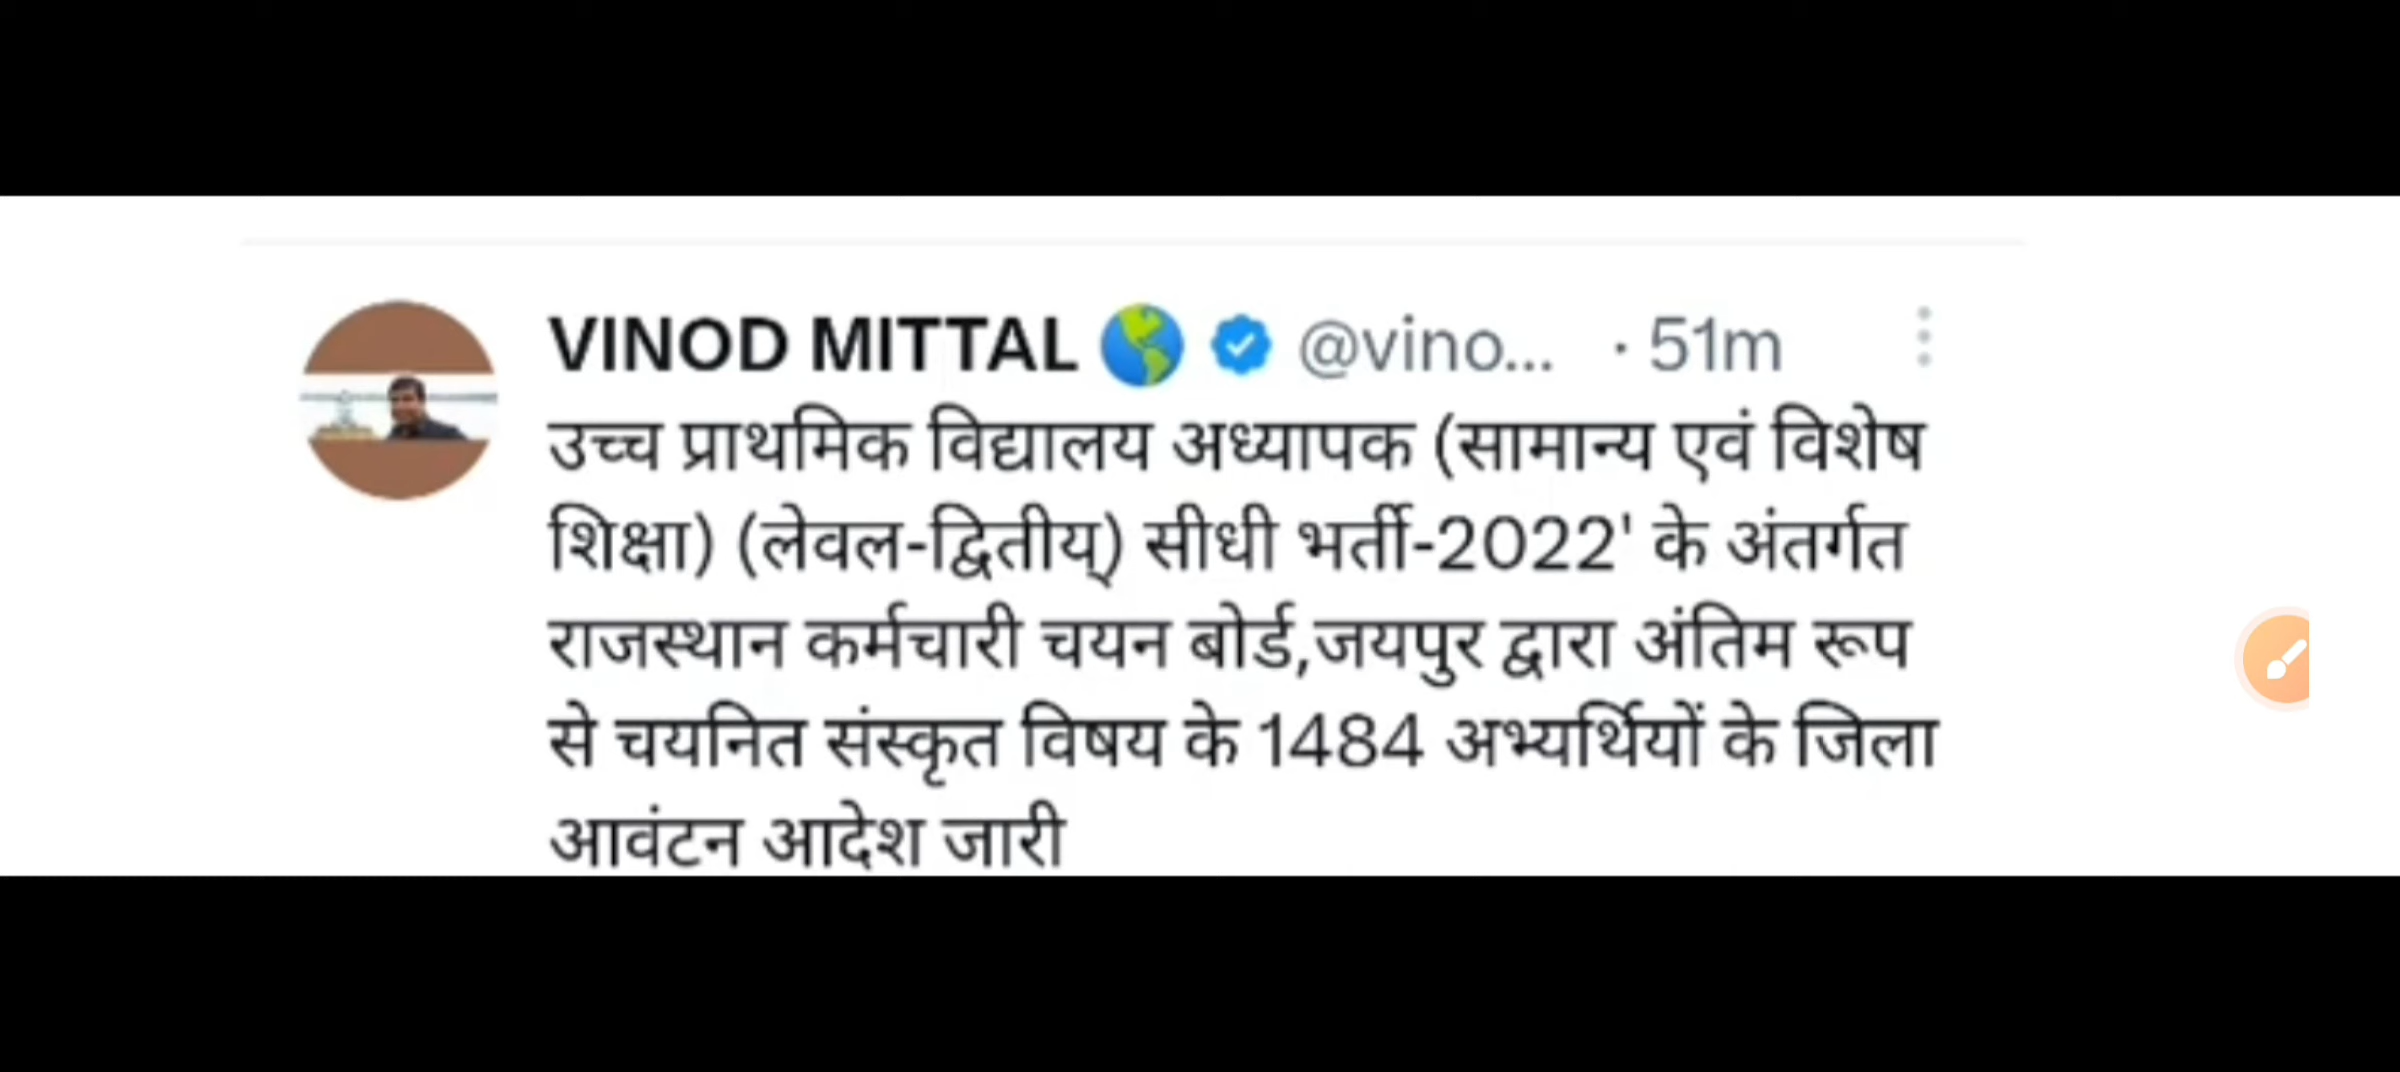 VINOD MITTAL @vino... · 51m
उच्च प्राथमिक विद्यालय अध्यापक (सामान्य एवं विशेष
शिक्षा) (लेवल-द्वितीय्) सीधी भर्ती-2022' के अंतर्गत
राजस्थान कर्मचारी चयन बोर्ड,जयपुर द्वारा अंतिम रूप
से चयनित संस्कृत विषय के 1484 अभ्यर्थियों के जिला
आवंटन आदेश जारी